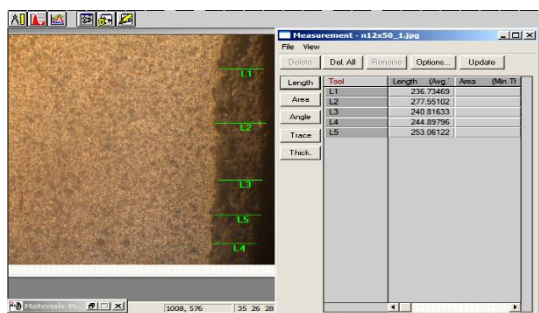 Measurement - n12x50_1.jpg
File View
Delete Del. All Rename Options... Update
Length
Area
Angle
Trace
Thick.
Tool Length (Avg. Area (Min Th
L1 236.73469
L2 277.55102
L3 240.81633
L4 244.89796
L5 253.06122
L1
L2
L3
L5
L4
1008, 576 35 26 28